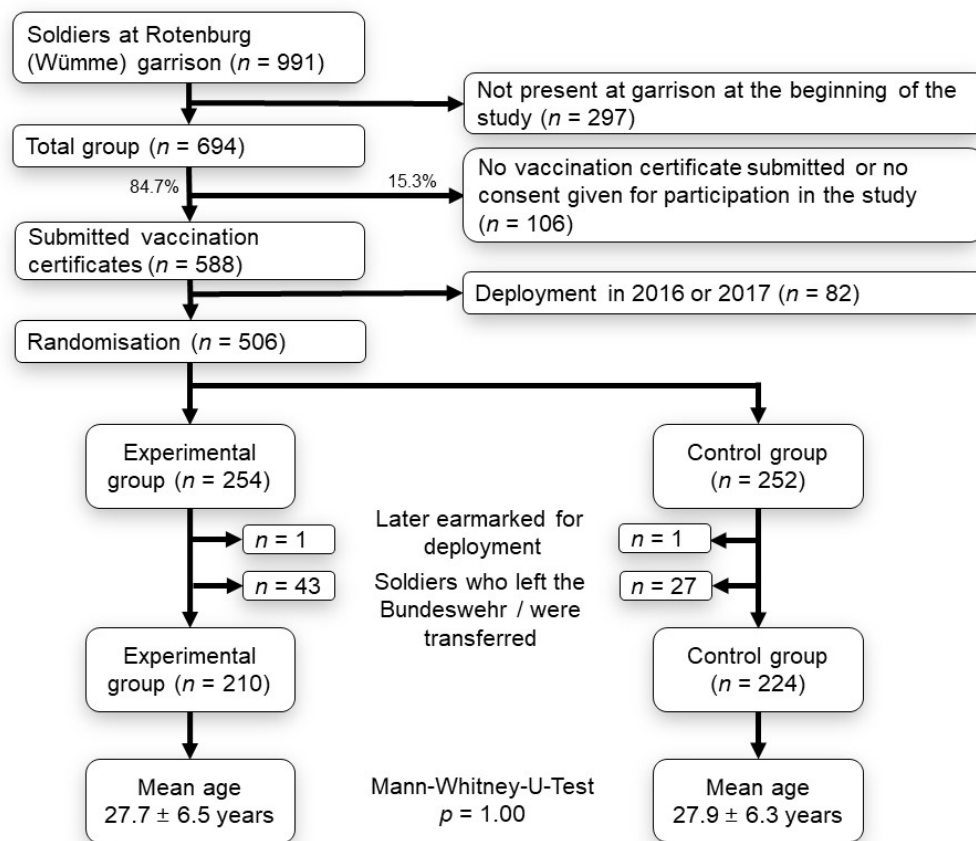 Soldiers at Rotenburg
(Wümme) garrison (n = 991)
Not present at garrison at the beginning of the
study (n = 297)
Total group (n = 694)
84.7%
15.3%
No vaccination certificate submitted or no
consent given for participation in the study
(n = 106)
Submitted vaccination
certificates (n = 588)
Deployment in 2016 or 2017 (n = 82)
Randomisation (n = 506)
Experimental
group (n = 254)
Control group
(n = 252)
n = 1
Later earmarked for
deployment
n = 1
n = 43
Soldiers who left the
Bundeswehr / were
transferred
n = 27
Experimental
group (n = 210)
Control group
(n = 224)
Mean age
27.7 ± 6.5 years
Mann-Whitney-U-Test
p = 1.00
Mean age
27.9 ± 6.3 years